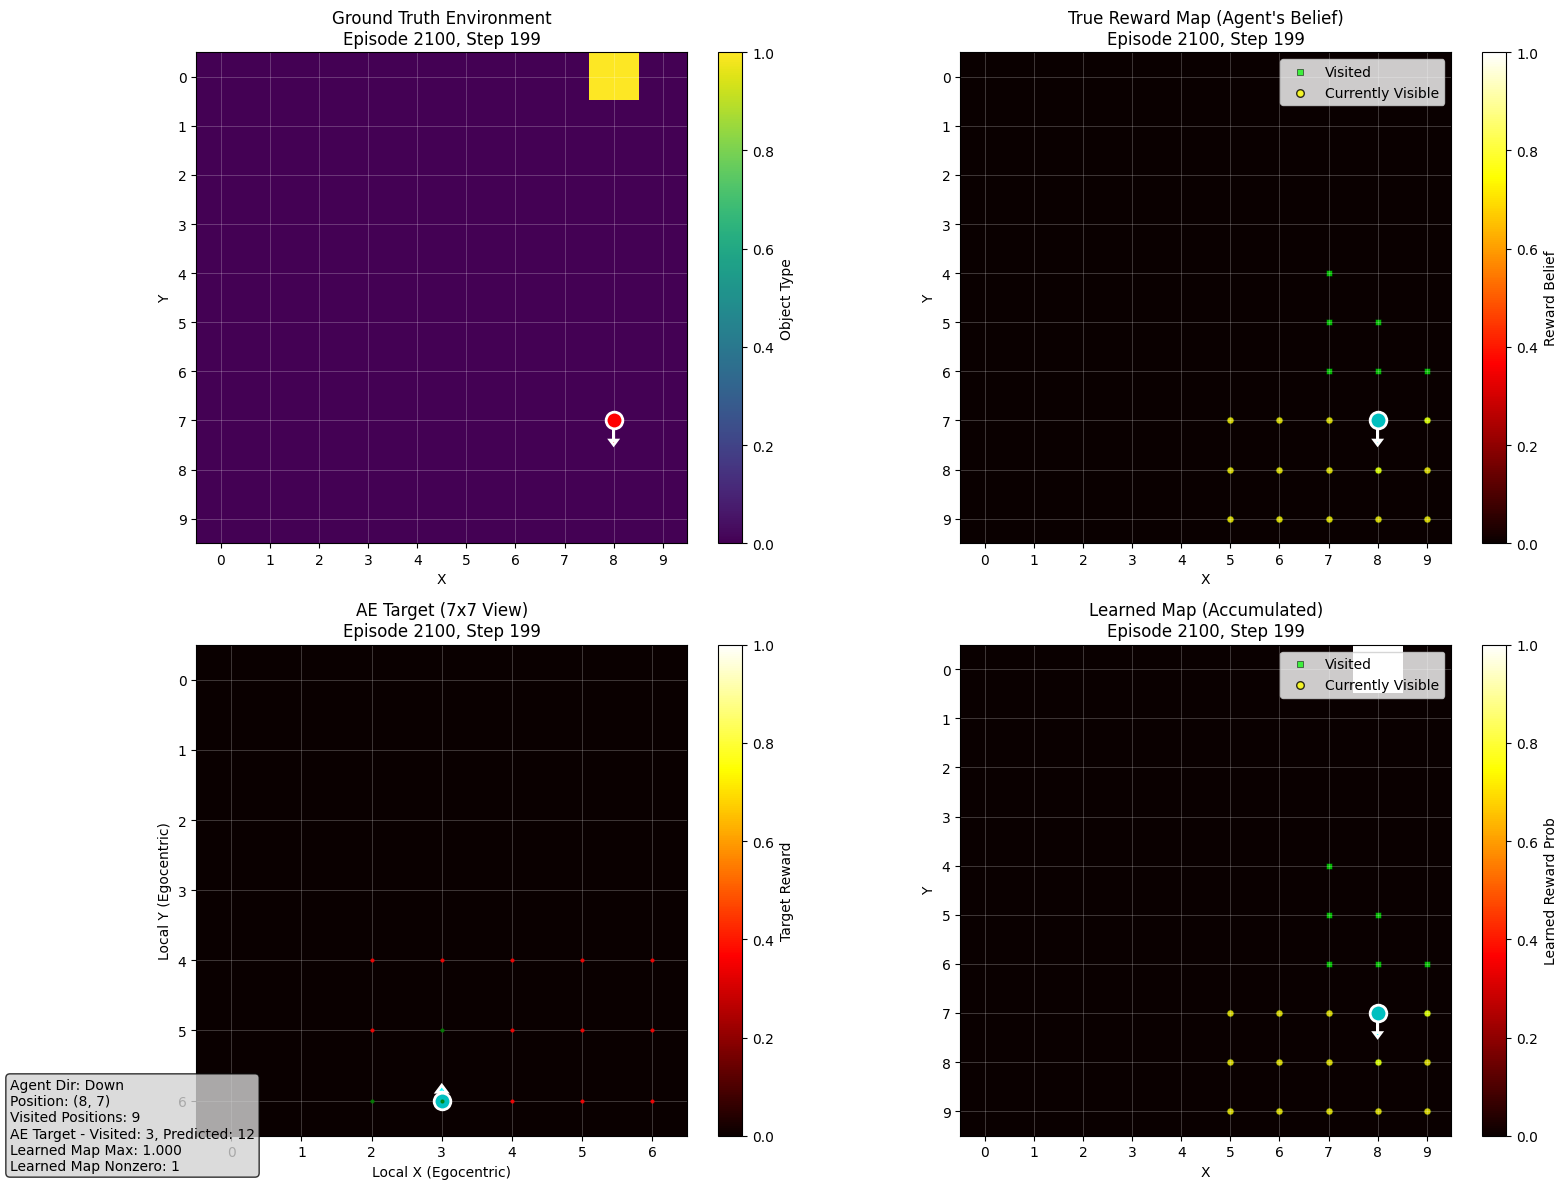 Ground Truth Environment
Episode 2100, Step 199
0
1
2
3
4
5
6
7
8
9
Y
0 1 2 3 4 5 6 7 8 9
X
1.0
0.8
0.6
0.4
0.2
0.0
Object Type
True Reward Map (Agent's Belief)
Episode 2100, Step 199
Visited
Currently Visible
0
1
2
3
4
5
6
7
8
9
Y
0 1 2 3 4 5 6 7 8 9
X
1.0
0.8
0.6
0.4
0.2
0.0
Reward Belief
AE Target (7x7 View)
Episode 2100, Step 199
0
1
2
3
4
5
6
Local Y (Egocentric)
0 1 2 3 4 5 6
Local X (Egocentric)
1.0
0.8
0.6
0.4
0.2
0.0
Target Reward
Agent Dir: Down
Position: (8, 7)
Visited Positions: 9
AE Target - Visited: 3, Predicted: 12
Learned Map Max: 1.000
Learned Map Nonzero: 1
Learned Map (Accumulated)
Episode 2100, Step 199
Visited
Currently Visible
0
1
2
3
4
5
6
7
8
9
Y
0 1 2 3 4 5 6 7 8 9
X
1.0
0.8
0.6
0.4
0.2
0.0
Learned Reward Prob